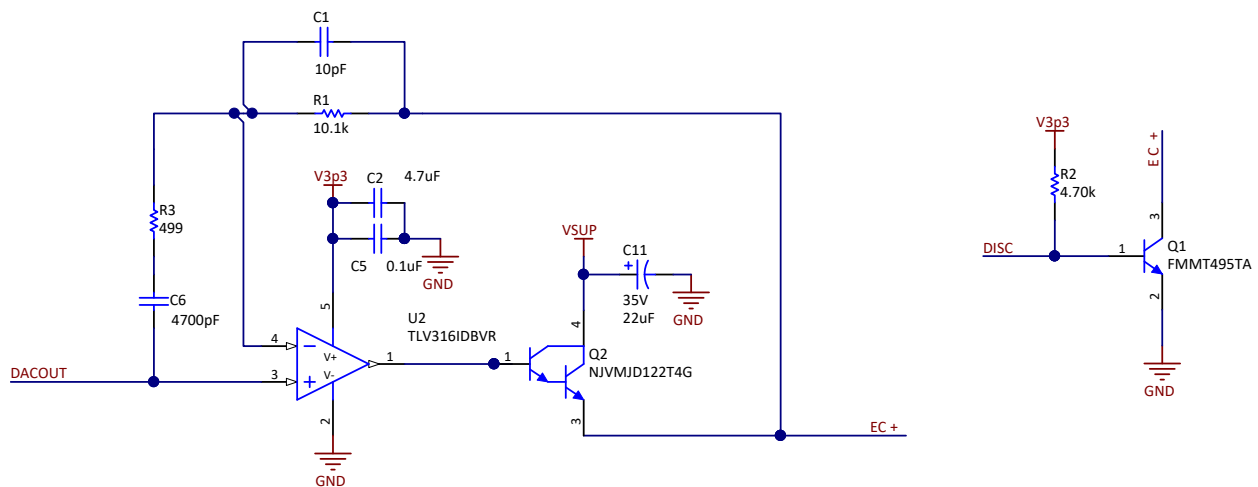 C1
10pF
R1
10.1k
V3p3
C2
4.7uF
C5
0.1uF
GND
R3
499
C6
4700pF
DACOUT
4
3
5
V+
V-
2
1
GND
U2
TLV316IDBVR
VSUP
C11
+
35V
22uF
GND
4
1
3
Q2
NJVMJD122T4G
EC +
V3p3
R2
4.70k
EC +
DISC
1
3
2
Q1
FMMT495TA
GND